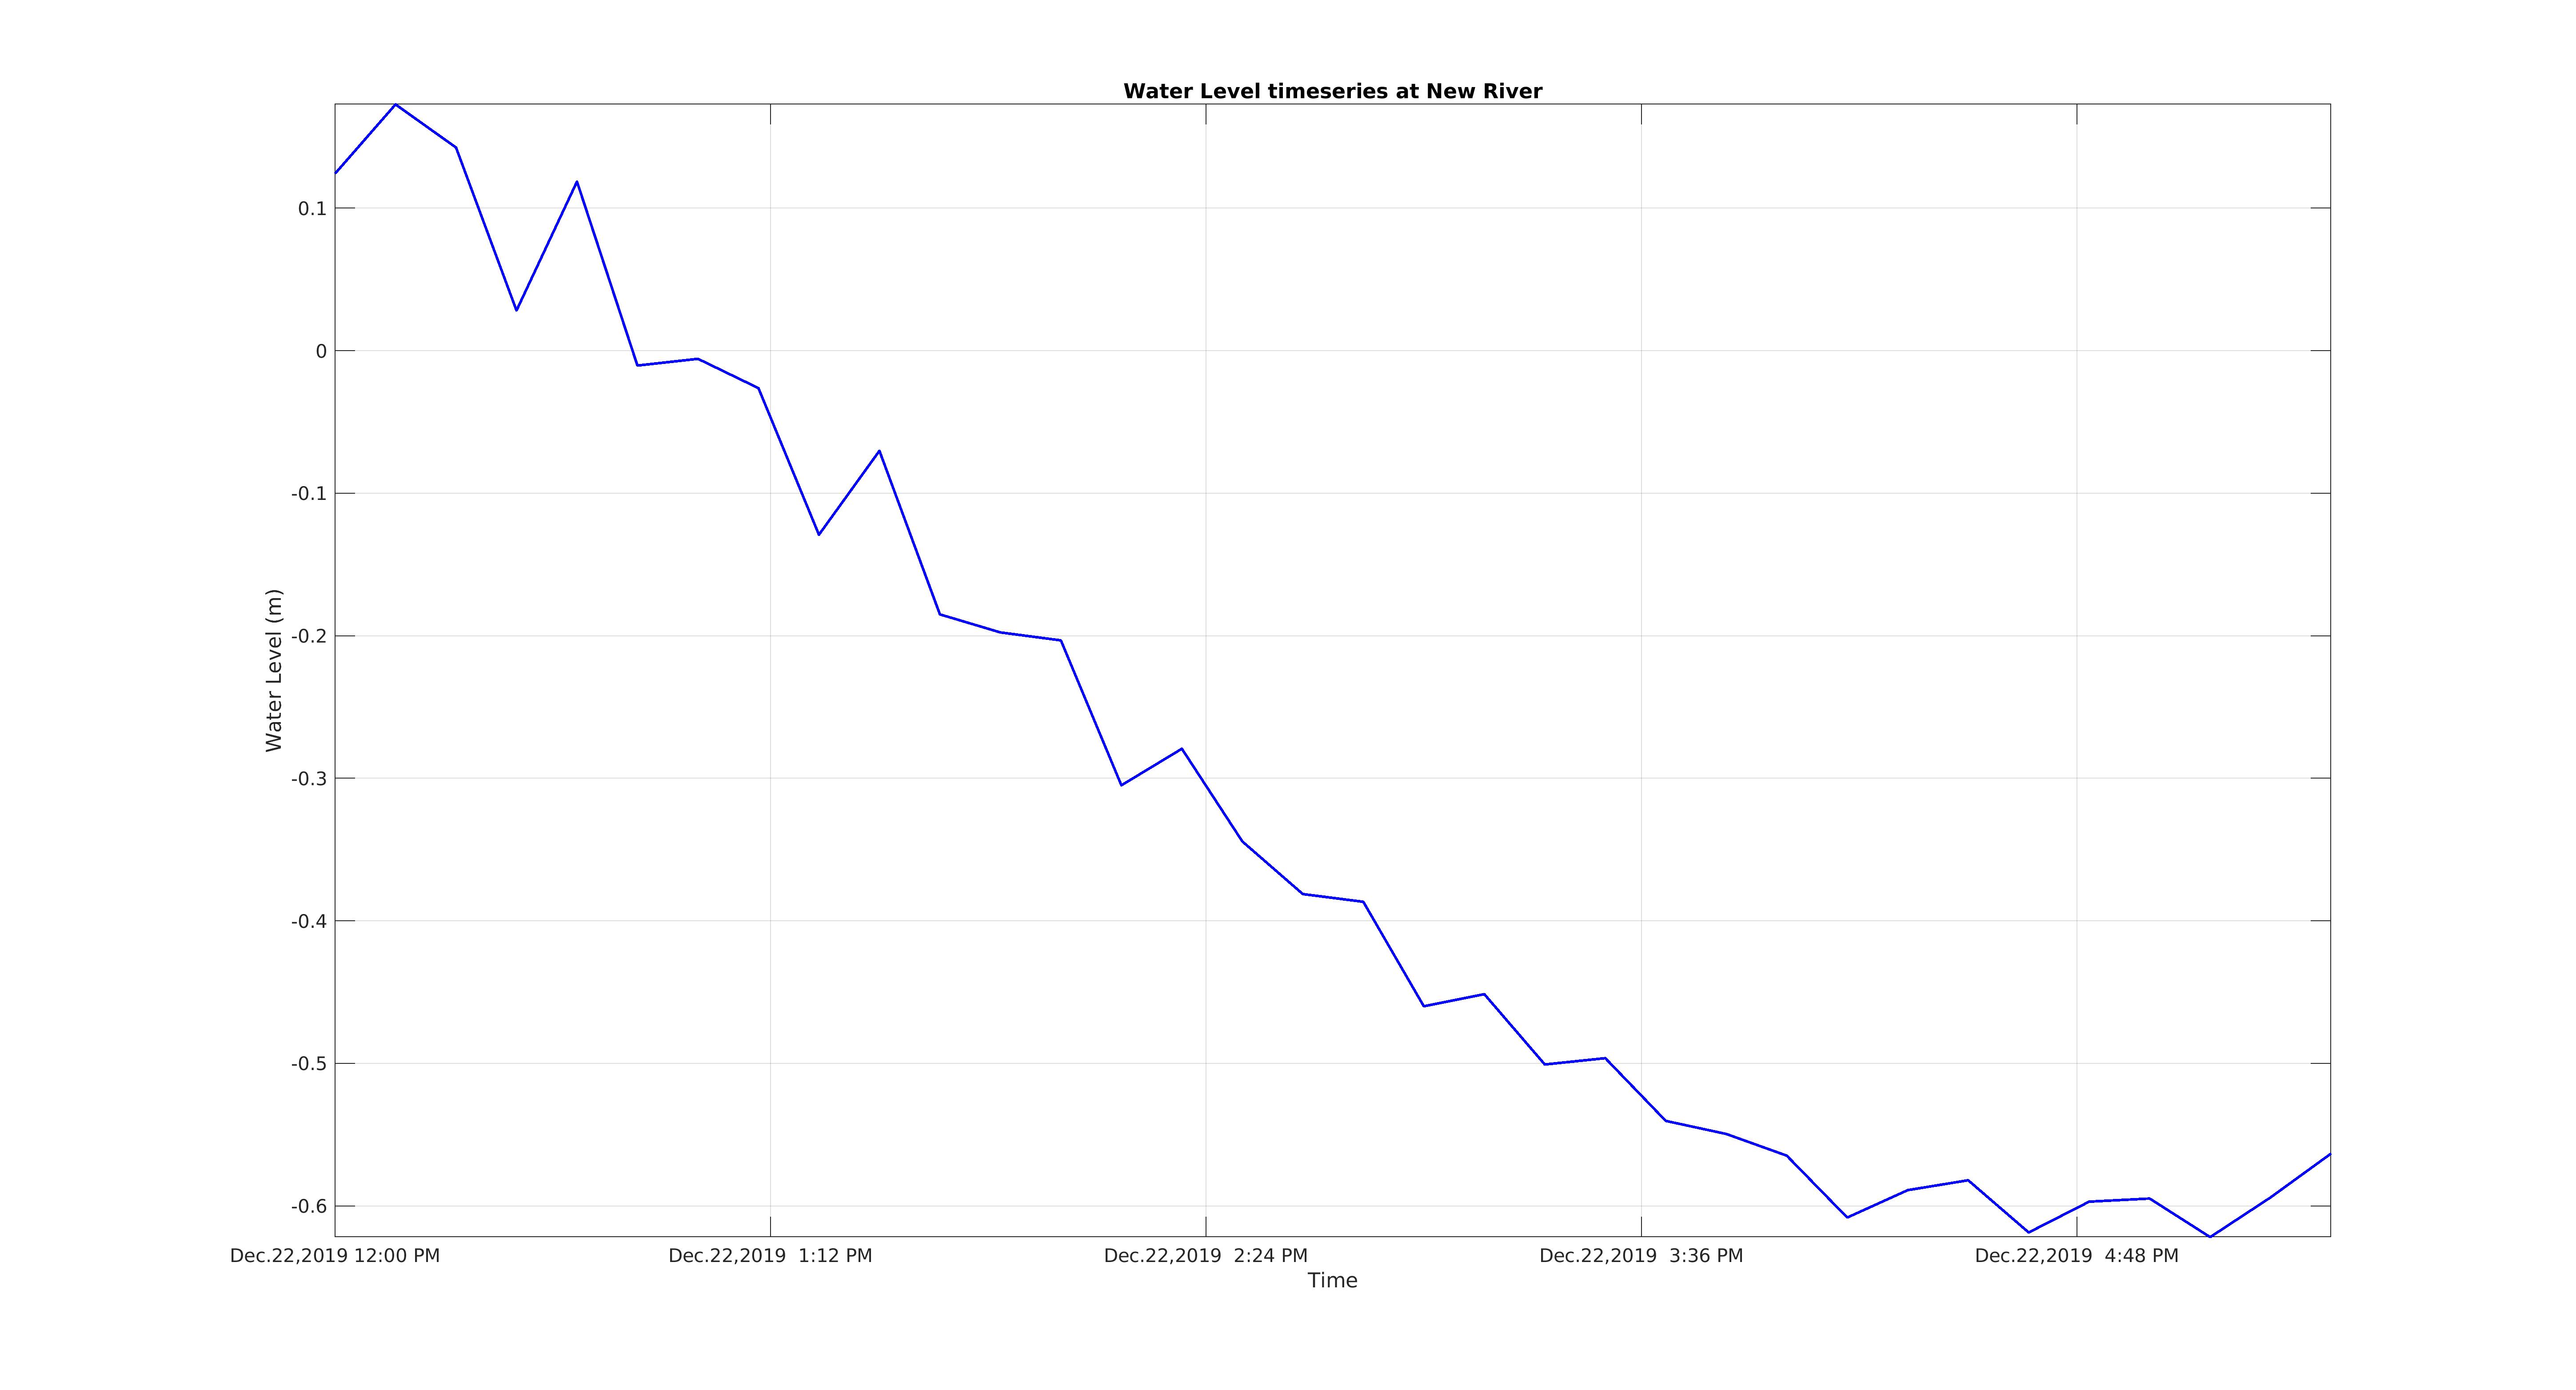 Water Level timeseries at New River
0.1
0
-0.1
-0.2
-0.3
-0.4
-0.5
-0.6
Water Level (m)
Dec.22,2019 12:00 PM
Dec.22,2019  1:12 PM
Dec.22,2019  2:24 PM
Dec.22,2019  3:36 PM
Dec.22,2019  4:48 PM
Time